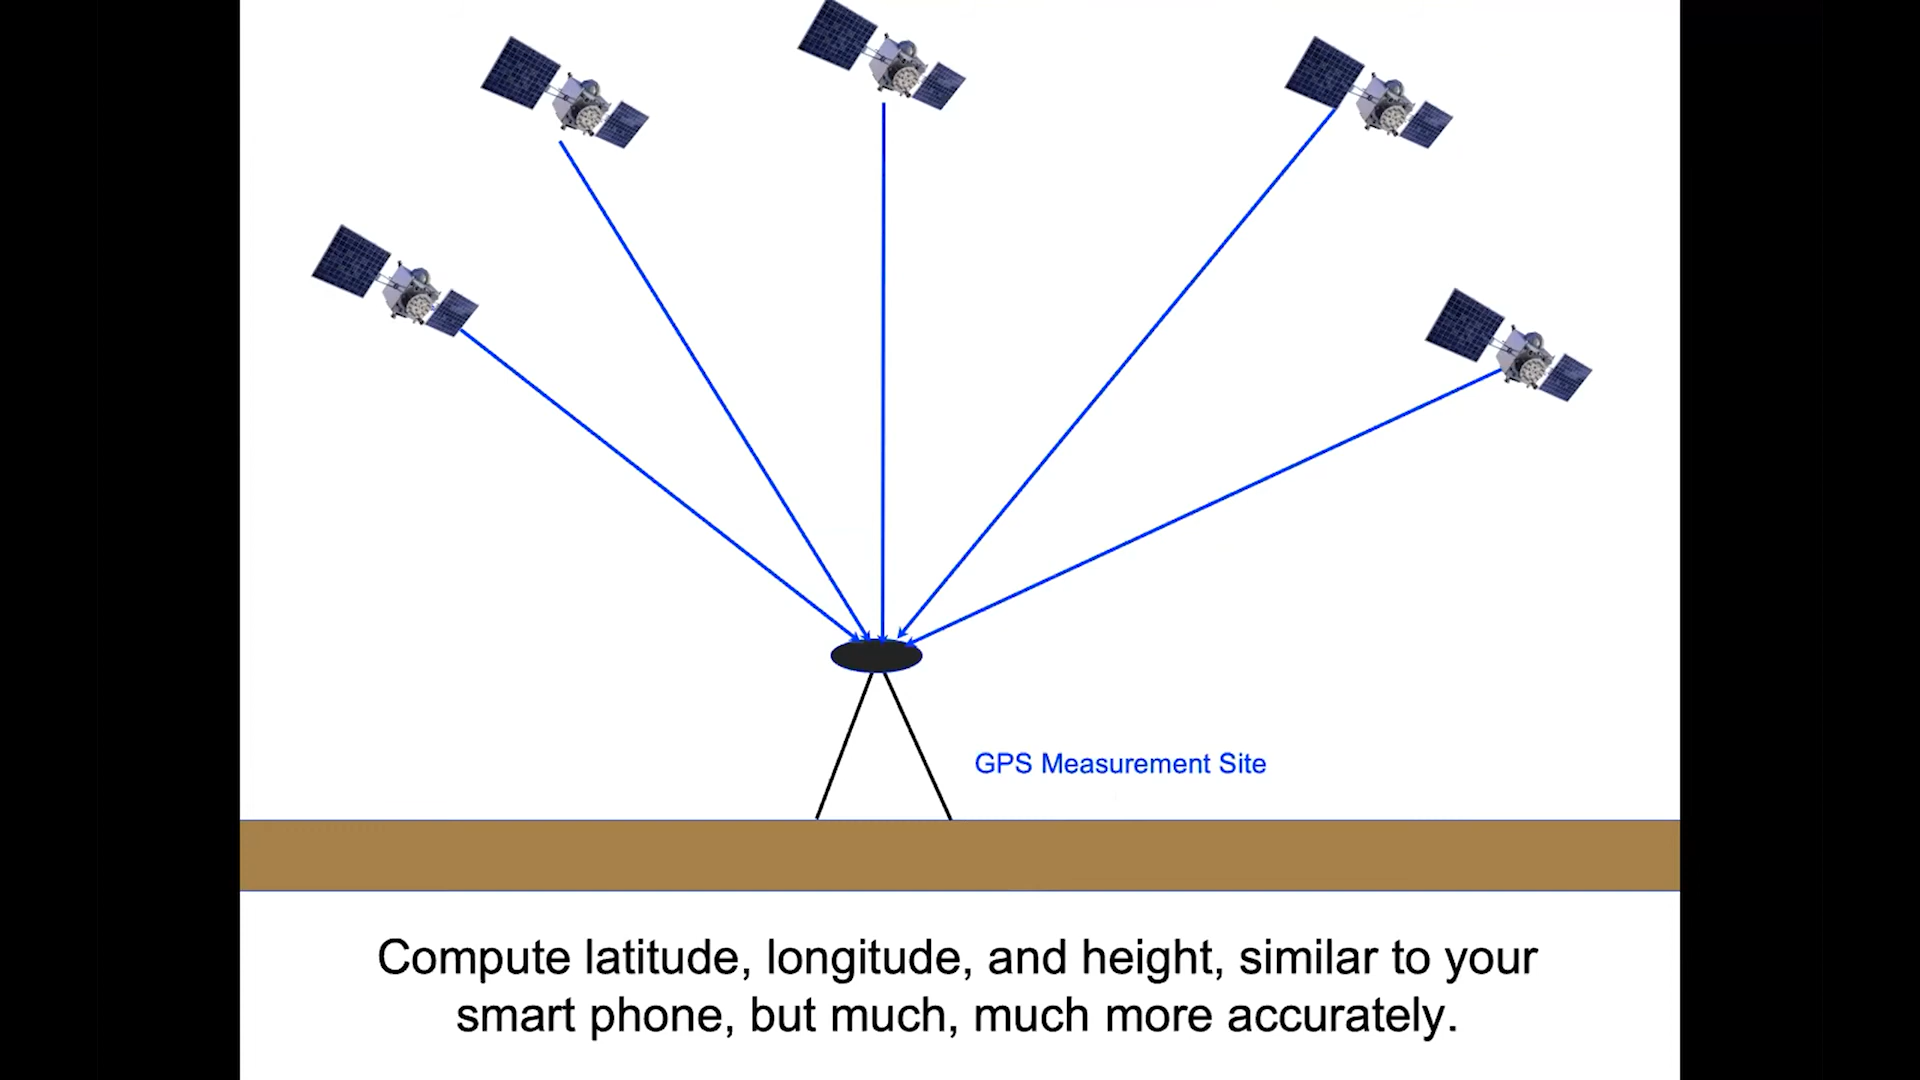 GPS Measurement Site
Compute latitude, longitude, and height, similar to your
smart phone, but much, much more accurately.